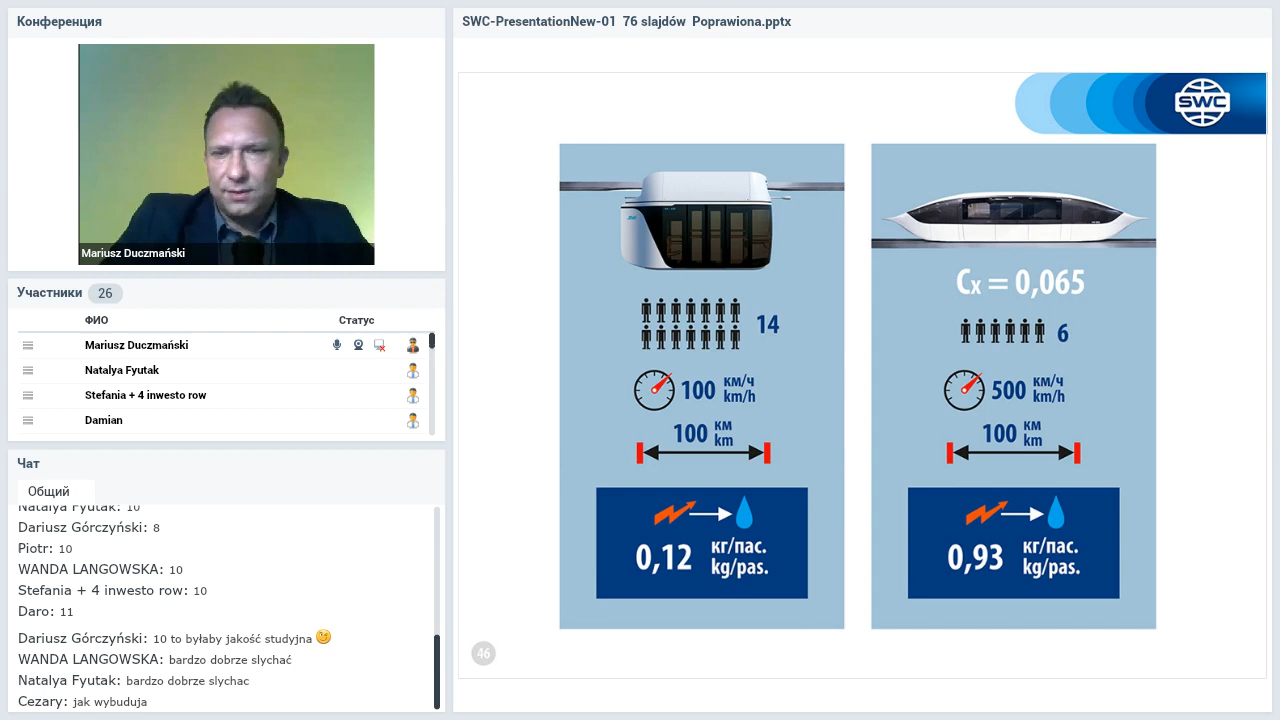 Конференция
Mariusz Duczmański
Участники 26
ФИО Статус
Mariusz Duczmański
Natalya Fyutak
Stefania + 4 inwesto row
Damian
Чат
Общий
Natalya Fyutak: 10
Dariusz Górczyński: 8
Piotr: 10
WANDA LANGOWSKA: 10
Stefania + 4 inwesto row: 10
Daro: 11
Dariusz Górczyński: 10 to byłaby jakość studyjna
WANDA LANGOWSKA: bardzo dobrze slychać
Natalya Fyutak: bardzo dobrze slychac
Cezary: jak wybuduja
SWC-PresentationNew-01 76 slajdów Poprawiona.pptx
SWC
14
100 км/ч
km/h
100 км
km
0,12 кг/пас.
kg/pas.
Cx = 0,065
6
500 км/ч
km/h
100 км
km
0,93 кг/пас.
kg/pas.
46